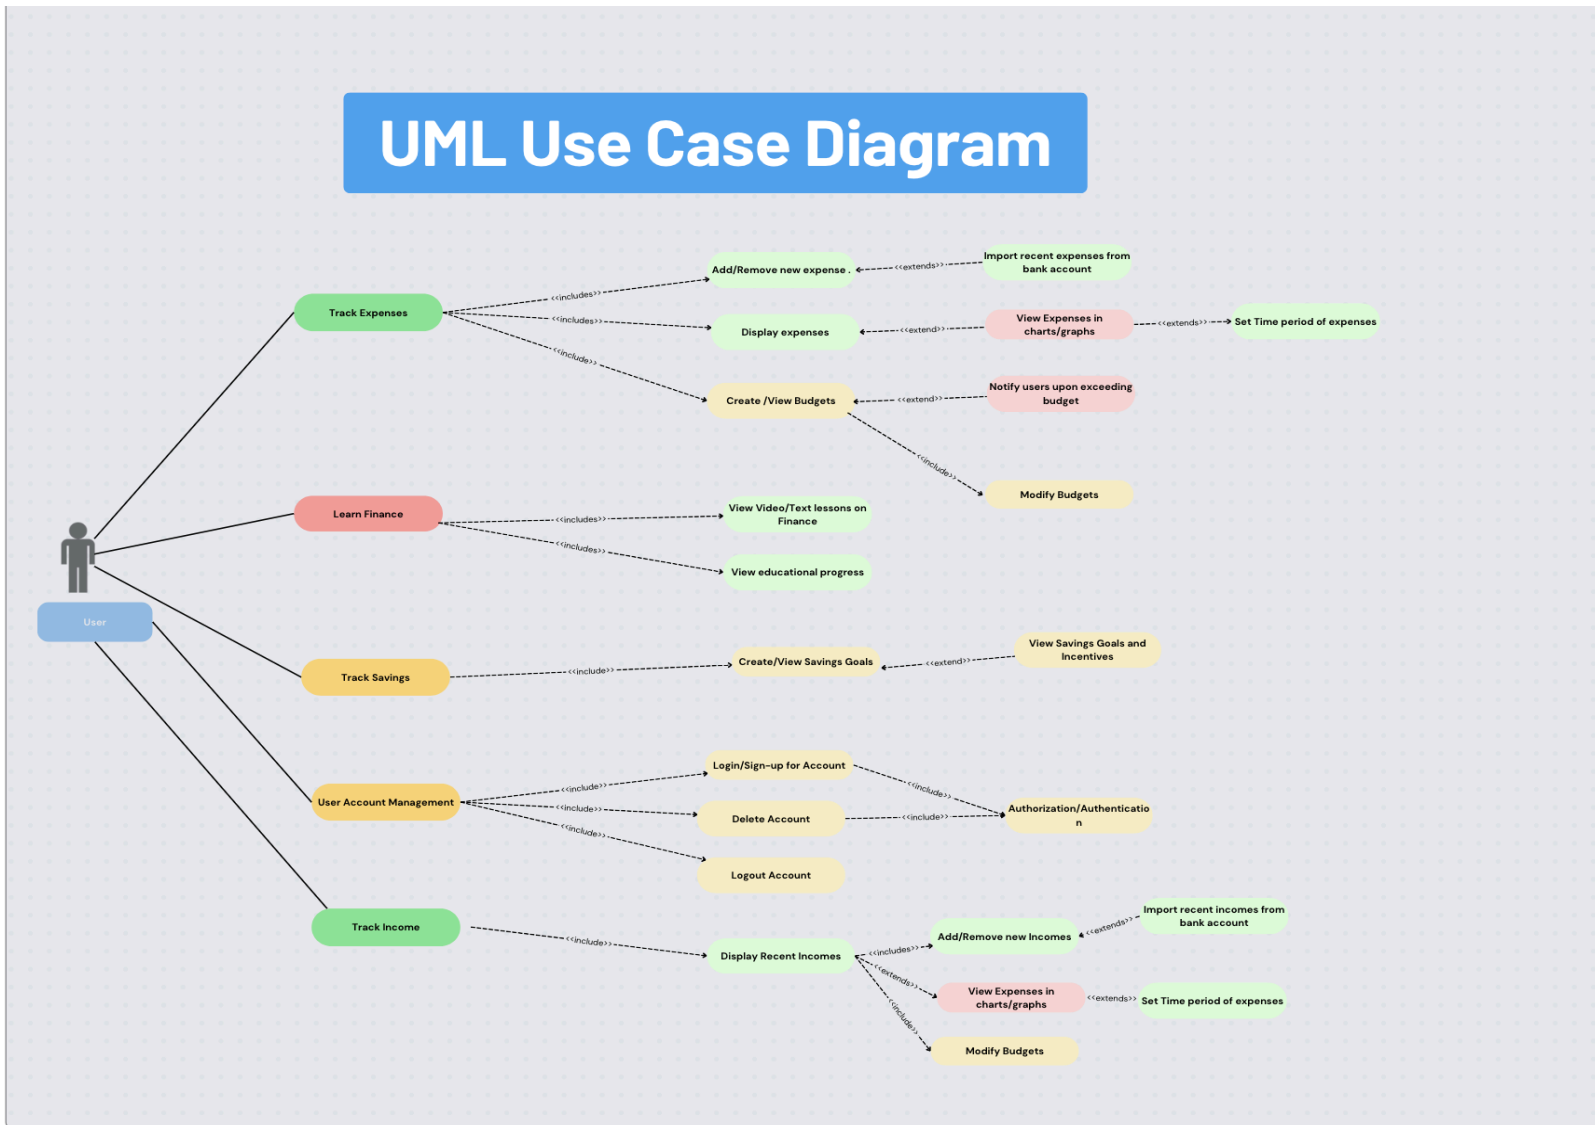 UML Use Case Diagram
Track Expenses
<<includes>>
<<includes>>
<<include>>
Add/Remove new expense .
<<extends>>
Import recent expenses from
bank account
Display expenses
<<extend>>
View Expenses in
charts/graphs
<<extends>>
Set Time period of expenses
Create /View Budgets
<<extend>>
Notify users upon exceeding
budget
<<include>>
Modify Budgets
Learn Finance
<<includes>>
<<includes>>
View Video/Text lessons on
Finance
View educational progress
User
Track Savings
<<include>>
Create/View Savings Goals
<<extend>>
View Savings Goals and
Incentives
User Account Management
<<include>>
<<include>>
<<include>>
Login/Sign-up for Account
<<include>>
Delete Account
<<include>>
Authorization/Authenticatio
n
Logout Account
Track Income
<<include>>
Display Recent Incomes
<<includes>>
<<extends>>
<<include>>
Add/Remove new Incomes
<<extends>>
Import recent incomes from
bank account
View Expenses in
charts/graphs
<<extends>>
Set Time period of expenses
Modify Budgets